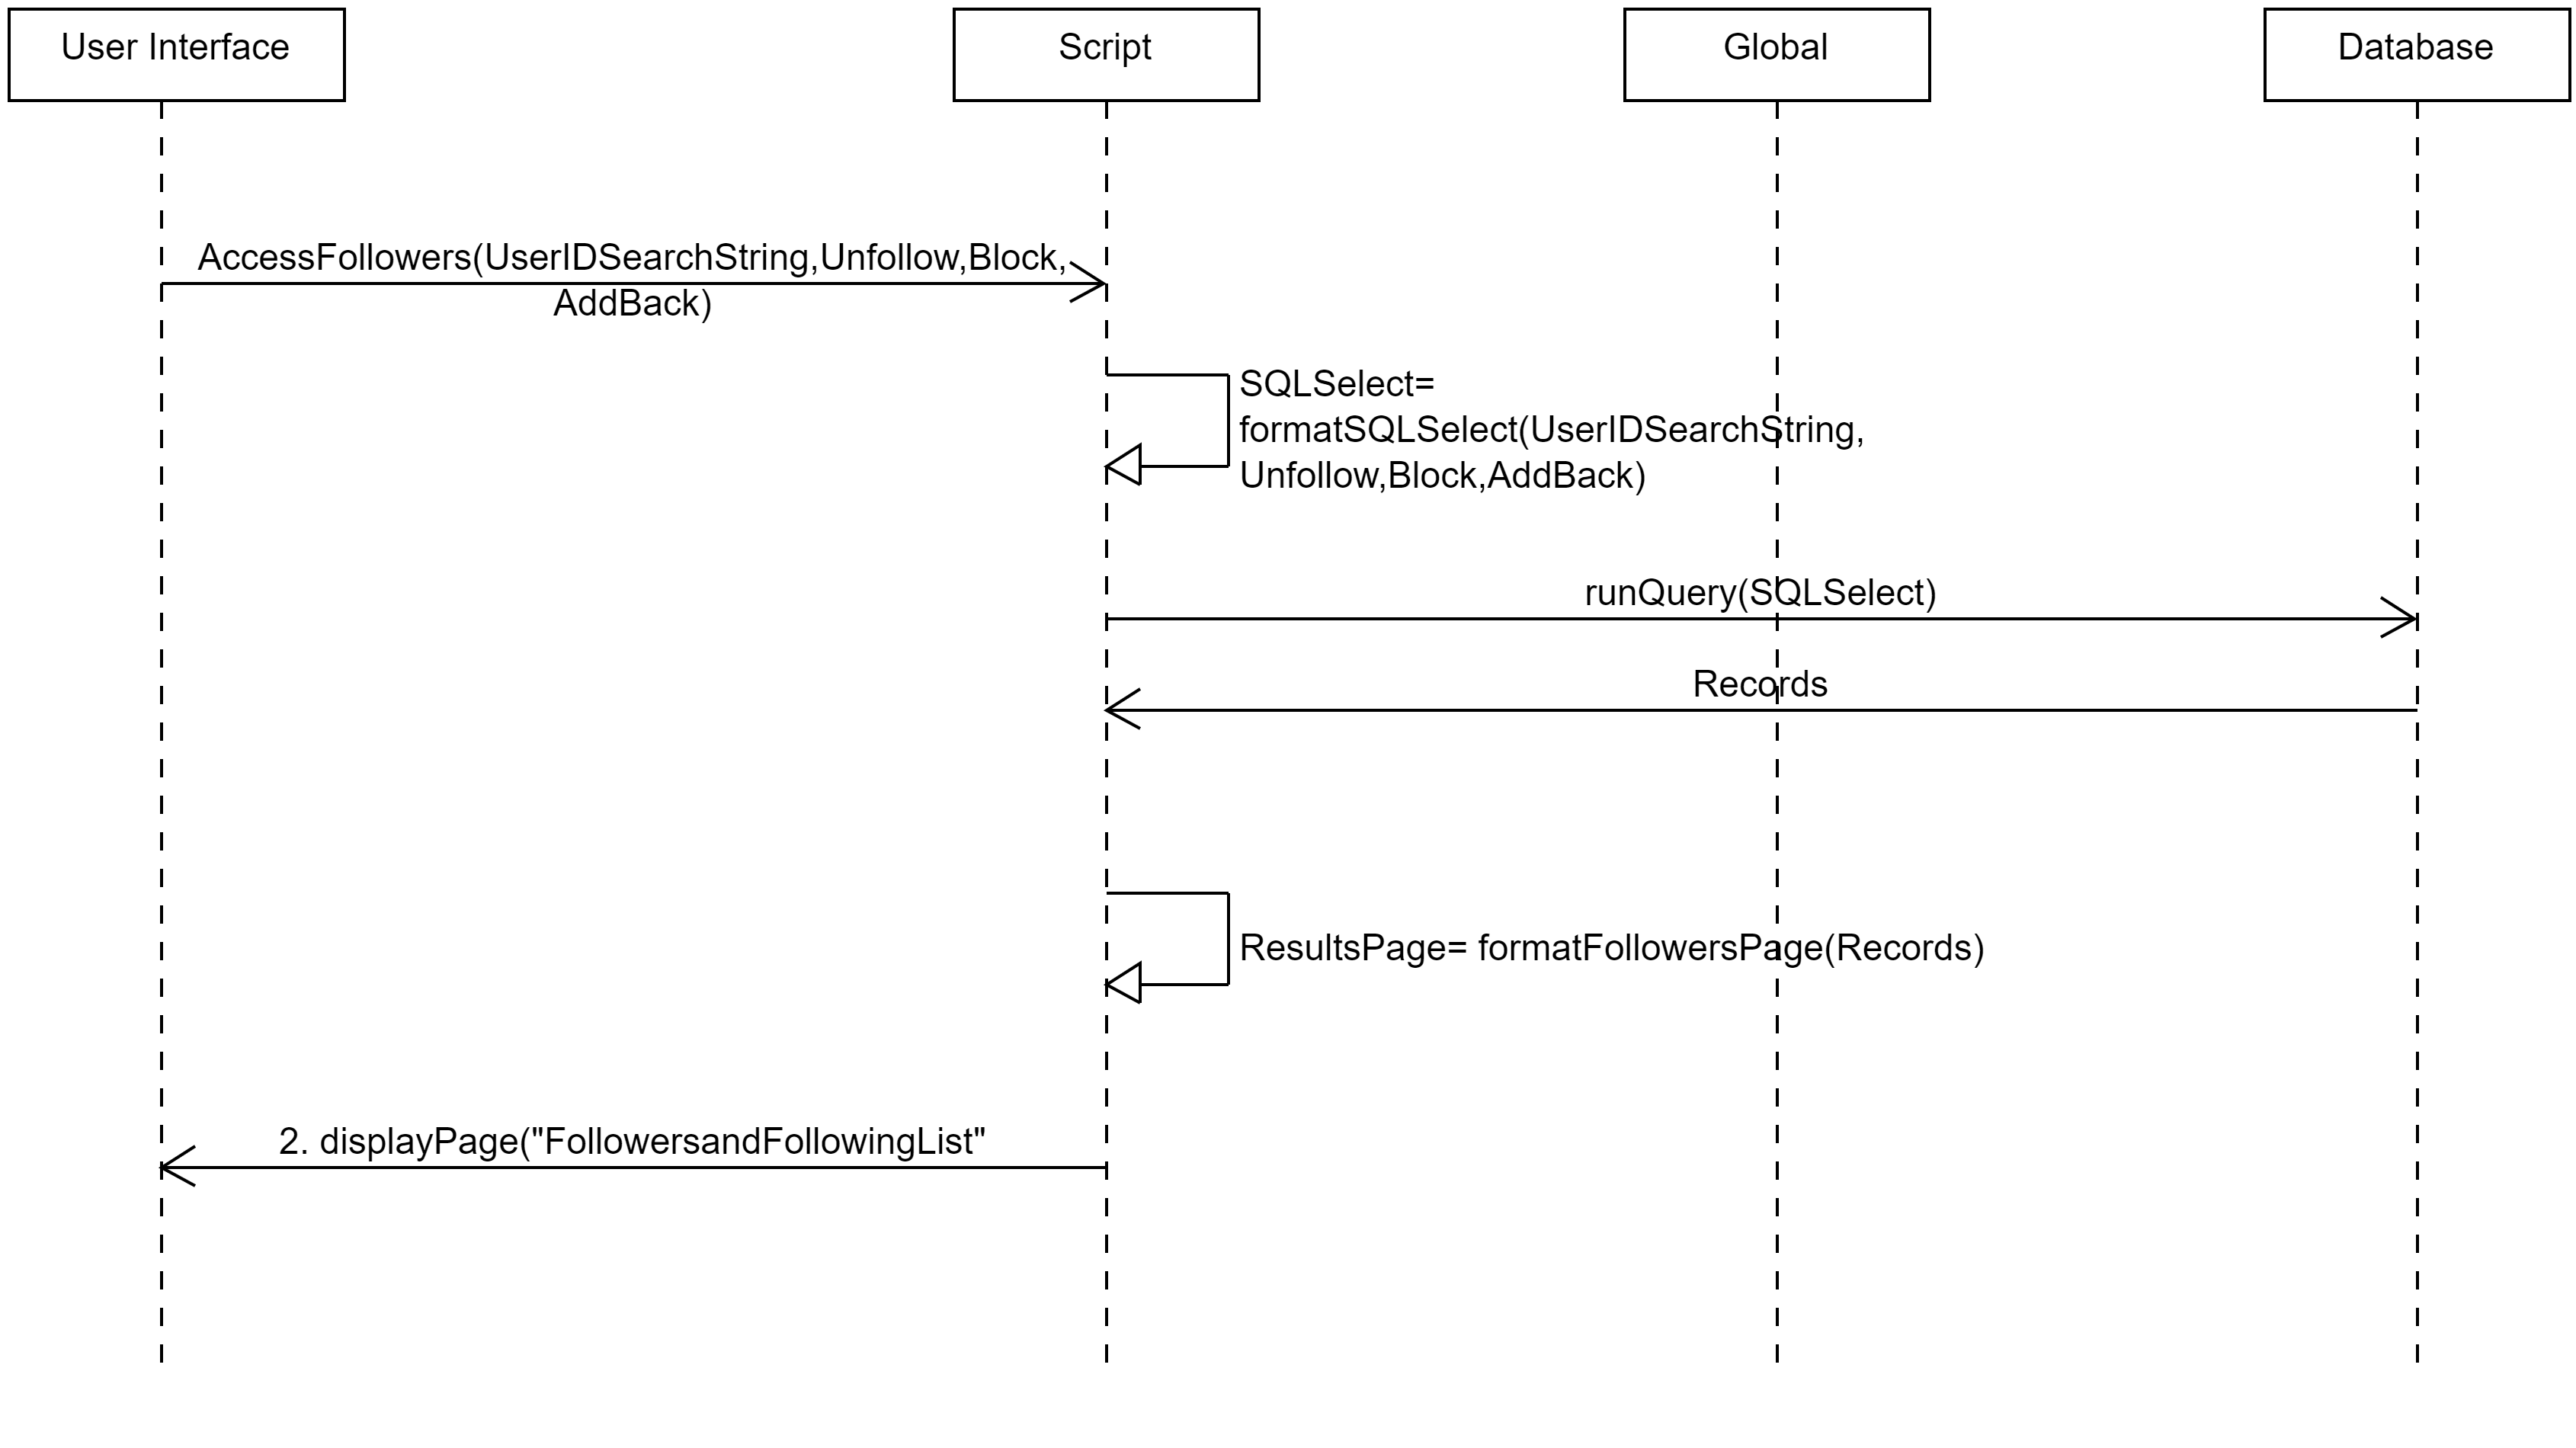 User Interface
Script
Global
Database
AccessFollowers(UserIDSearchString,Unfollow,Block,
AddBack)
SQLSelect=
formatSQLSelect(UserIDSearchString,
Unfollow,Block,AddBack)
runQuery(SQLSelect)
Records
ResultsPage= formatFollowersPage(Records)
2. displayPage("FollowersandFollowingList"